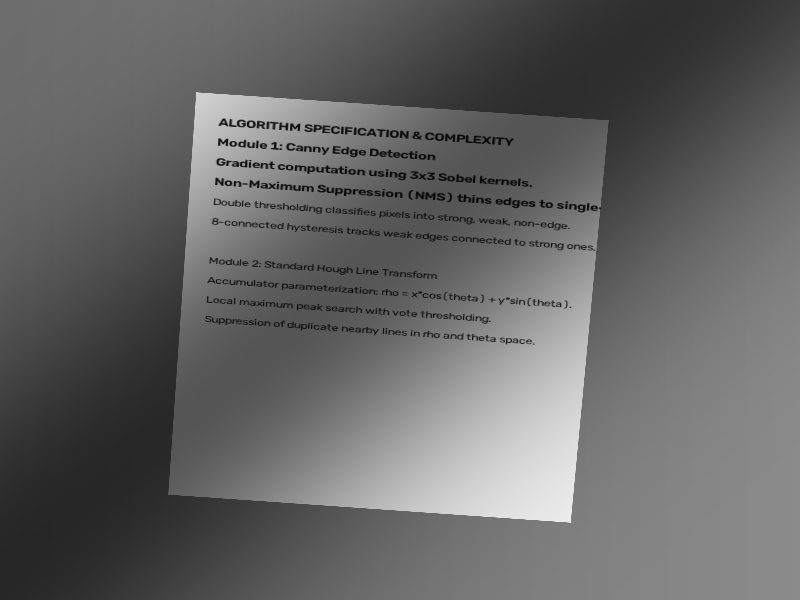 ALGORITHM SPECIFICATION & COMPLEXITY
Module 1: Canny Edge Detection
Gradient computation using 3x3 Sobel kernels.
Non-Maximum Suppression (NMS) thins edges to single-
Double thresholding classifies pixels into strong, weak, non-edge.
8-connected hysteresis tracks weak edges connected to strong ones.
Module 2: Standard Hough Line Transform
Accumulator parameterization: rho = x*cos(theta) + y*sin(theta).
Local maximum peak search with vote thresholding.
Suppression of duplicate nearby lines in rho and theta space.